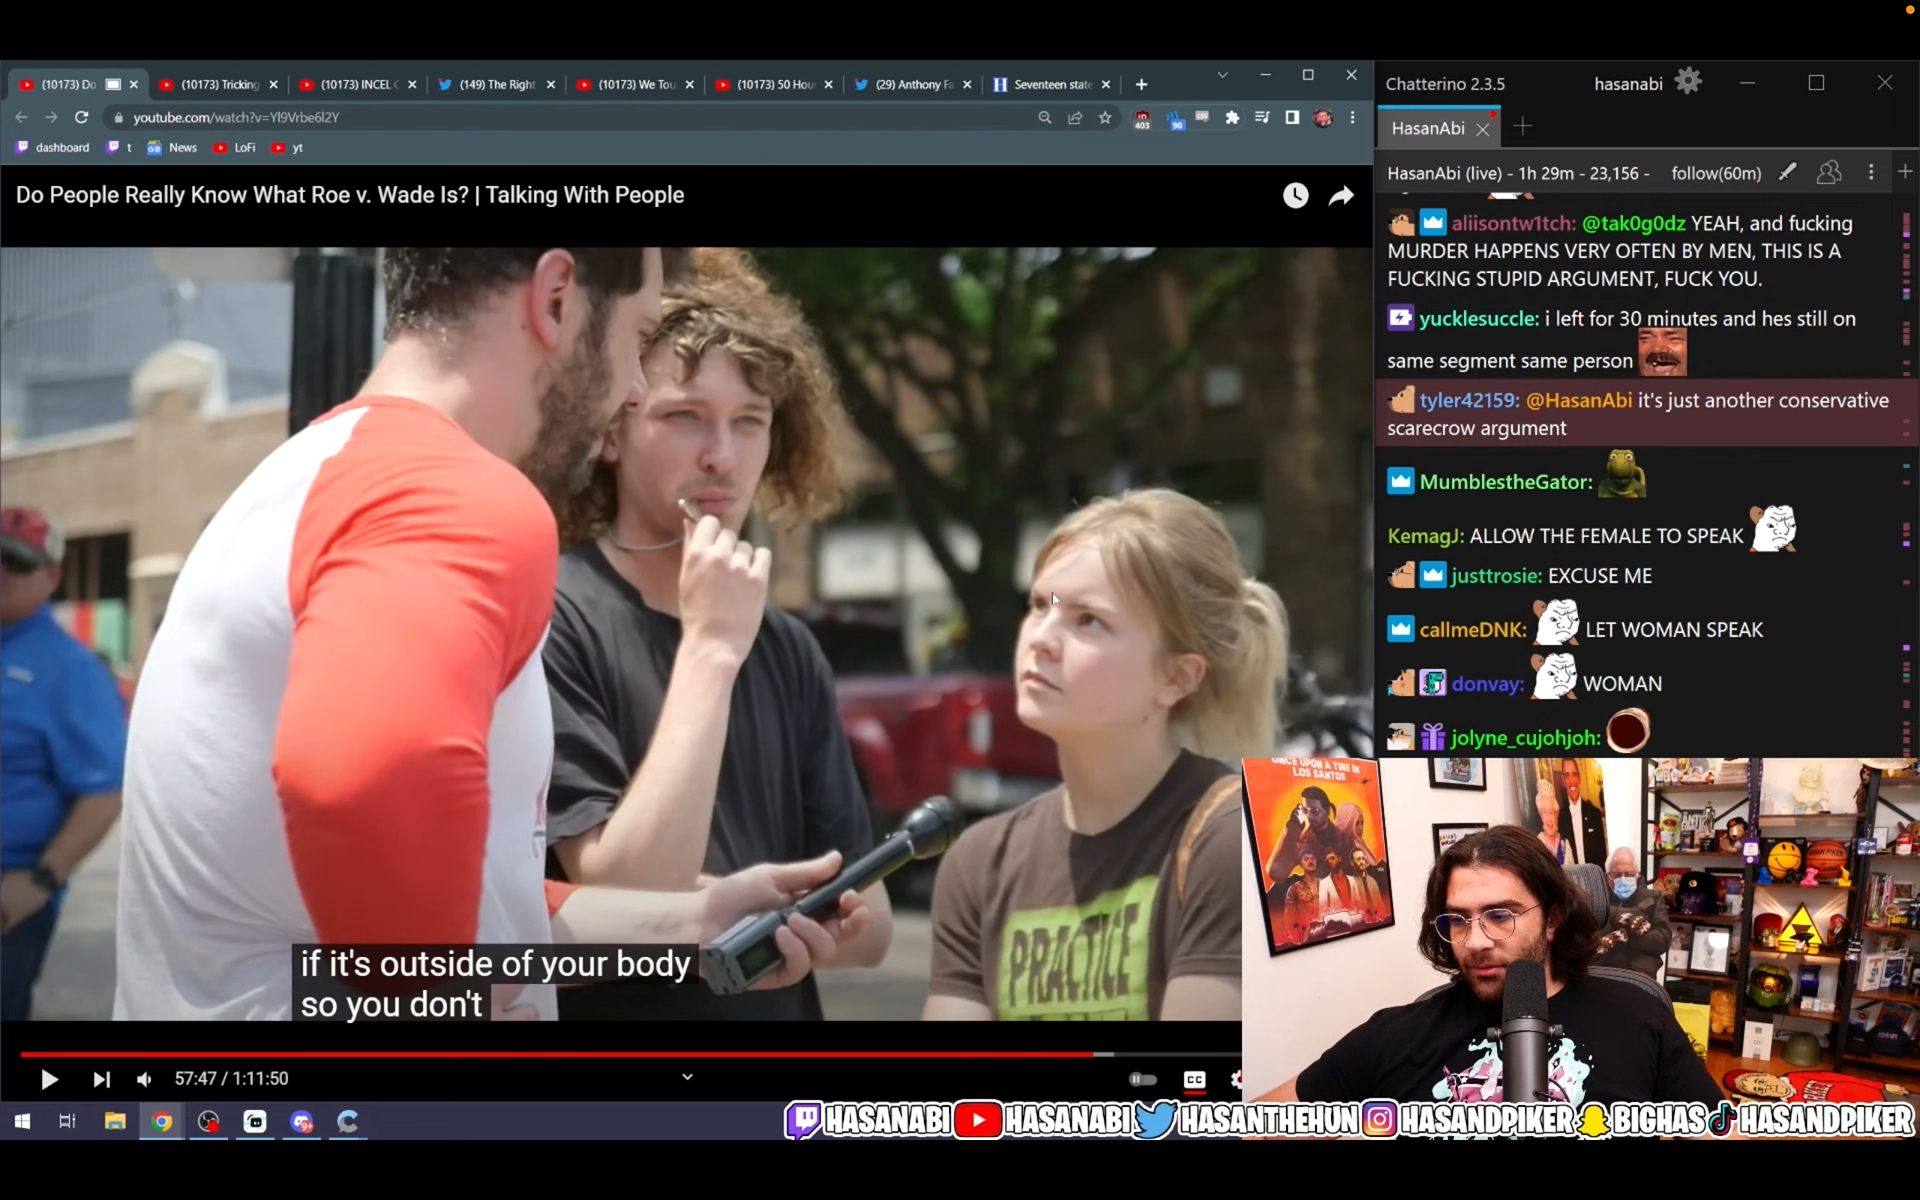 (10173) Do
(10173) Tricking
(10173) INCEL C
(149) The Right
(10173) We Tou
(10173) 50 Hou
(29) Anthony Fa
Seventeen state
youtube.com/watch?v=Yl9Vrbe6l2Y
403
90
dashboard
t
News
LoFi
yt
Do People Really Know What Roe v. Wade Is? | Talking With People
PRACTICE
if it's outside of your body
so you don't
57:47 / 1:11:50
CC
Chatterino 2.3.5
hasanabi
HasanAbi
HasanAbi (live) - 1h 29m - 23,156 -
follow(60m)
aliisontw1tch: @tak0g0dz YEAH, and fucking
MURDER HAPPENS VERY OFTEN BY MEN, THIS IS A
FUCKING STUPID ARGUMENT, FUCK YOU.
yucklesuccle: i left for 30 minutes and hes still on
same segment same person
tyler42159: @HasanAbi it's just another conservative
scarecrow argument
MumblestheGator:
KemagJ: ALLOW THE FEMALE TO SPEAK
justtrosie: EXCUSE ME
callmeDNK: LET WOMAN SPEAK
donvay: WOMAN
jolyne_cujohjoh:
ONCE UPON A TIME IN
LOS SANTOS
HASANABI HASANABI HASANTHEHUN HASANDPIKER BIGHAS HASANDPIKER